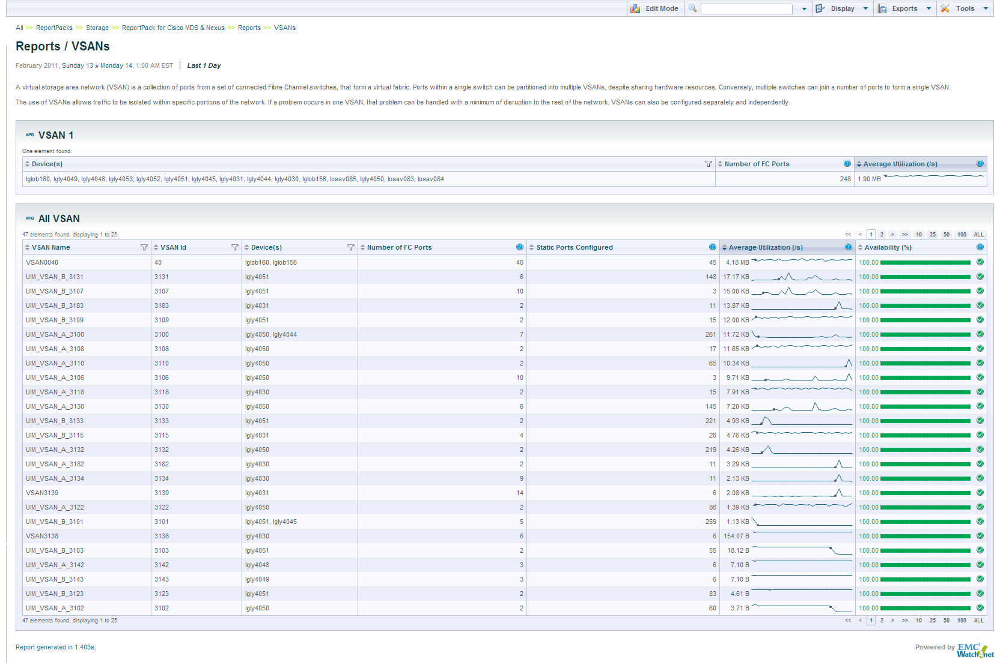 Edit Mode Display Exports Tools
All >> ReportPacks >> Storage >> ReportPack for Cisco MDS & Nexus >> Reports >> VSANs
Reports / VSANs
February 2011, Sunday 13 » Monday 14, 1:00 AM EST | Last 1 Day
A virtual storage area network (VSAN) is a collection of ports from a set of connected Fibre Channel switches, that form a virtual fabric. Ports within a single switch can be partitioned into multiple VSANs, despite sharing hardware resources. Conversely, multiple switches can join a number of ports to form a single VSAN.
The use of VSANs allows traffic to be isolated within specific portions of the network. If a problem occurs in one VSAN, that problem can be handled with a minimum of disruption to the rest of the network. VSANs can also be configured separately and independently.
APG VSAN 1
One element found.
Device(s) Number of FC Ports ? Average Utilization (/s) ?
lglob160, lgly4049, lgly4048, lgly4053, lgly4052, lgly4051, lgly4045, lgly4031, lgly4044, lgly4030, lglob156, losav085, lgly4050, losav083, losav084 248 1.90 MB
APG All VSAN
47 elements found, displaying 1 to 25. << < 1 2 > >> 10 25 50 100 ALL
VSAN Name VSAN Id Device(s) Number of FC Ports ? Static Ports Configured ? Average Utilization (/s) ? Availability (%) ?
VSAN0040 40 lglob160, lglob156 46 45 4.18 MB 100.00
UIM_VSAN_B_3131 3131 lgly4051 6 148 17.17 KB 100.00
UIM_VSAN_B_3107 3107 lgly4051 10 3 15.00 KB 100.00
UIM_VSAN_B_3183 3183 lgly4031 2 11 13.87 KB 100.00
UIM_VSAN_B_3109 3109 lgly4051 2 15 12.00 KB 100.00
UIM_VSAN_A_3100 3100 lgly4050, lgly4044 7 261 11.72 KB 100.00
UIM_VSAN_A_3108 3108 lgly4050 2 17 11.65 KB 100.00
UIM_VSAN_A_3110 3110 lgly4050 2 65 10.34 KB 100.00
UIM_VSAN_A_3106 3106 lgly4050 10 3 9.71 KB 100.00
UIM_VSAN_A_3118 3118 lgly4030 2 15 7.91 KB 100.00
UIM_VSAN_A_3130 3130 lgly4050 6 145 7.20 KB 100.00
UIM_VSAN_B_3133 3133 lgly4051 2 221 4.93 KB 100.00
UIM_VSAN_B_3115 3115 lgly4031 4 26 4.76 KB 100.00
UIM_VSAN_A_3132 3132 lgly4050 2 219 4.26 KB 100.00
UIM_VSAN_A_3182 3182 lgly4030 2 11 3.29 KB 100.00
UIM_VSAN_A_3134 3134 lgly4030 9 11 2.13 KB 100.00
VSAN3139 3139 lgly4031 14 6 2.08 KB 100.00
UIM_VSAN_A_3122 3122 lgly4050 2 86 1.39 KB 100.00
UIM_VSAN_B_3101 3101 lgly4051, lgly4045 5 259 1.13 KB 100.00
VSAN3138 3138 lgly4030 6 6 154.07 B 100.00
UIM_VSAN_B_3103 3103 lgly4051 2 55 18.12 B 100.00
UIM_VSAN_A_3142 3142 lgly4048 3 6 7.10 B 100.00
UIM_VSAN_B_3143 3143 lgly4049 3 6 7.10 B 100.00
UIM_VSAN_B_3123 3123 lgly4051 2 83 4.61 B 100.00
UIM_VSAN_A_3102 3102 lgly4050 2 60 3.71 B 100.00
47 elements found, displaying 1 to 25. << < 1 2 > >> 10 25 50 100 ALL
Report generated in 1.403s. Powered by EMC²
Watch4net